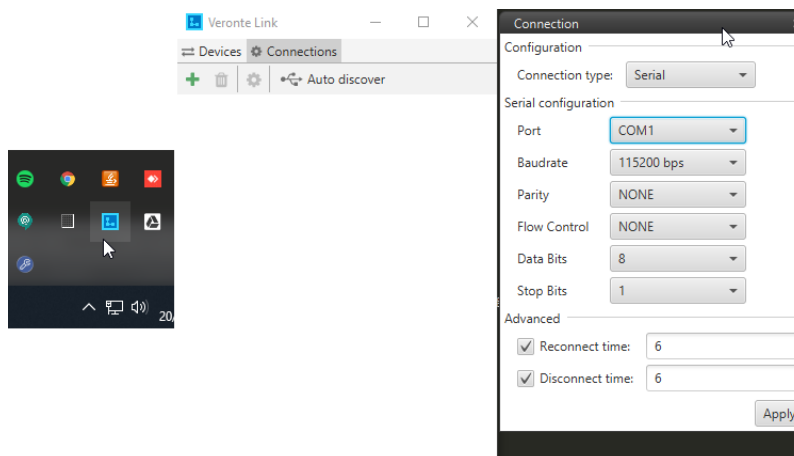 20/
Veronte Link
Devices Connections
Auto discover
Connection
Configuration
Connection type: Serial
Serial configuration
Port COM1
Baudrate 115200 bps
Parity NONE
Flow Control NONE
Data Bits 8
Stop Bits 1
Advanced
Reconnect time: 6
Disconnect time: 6
Apply